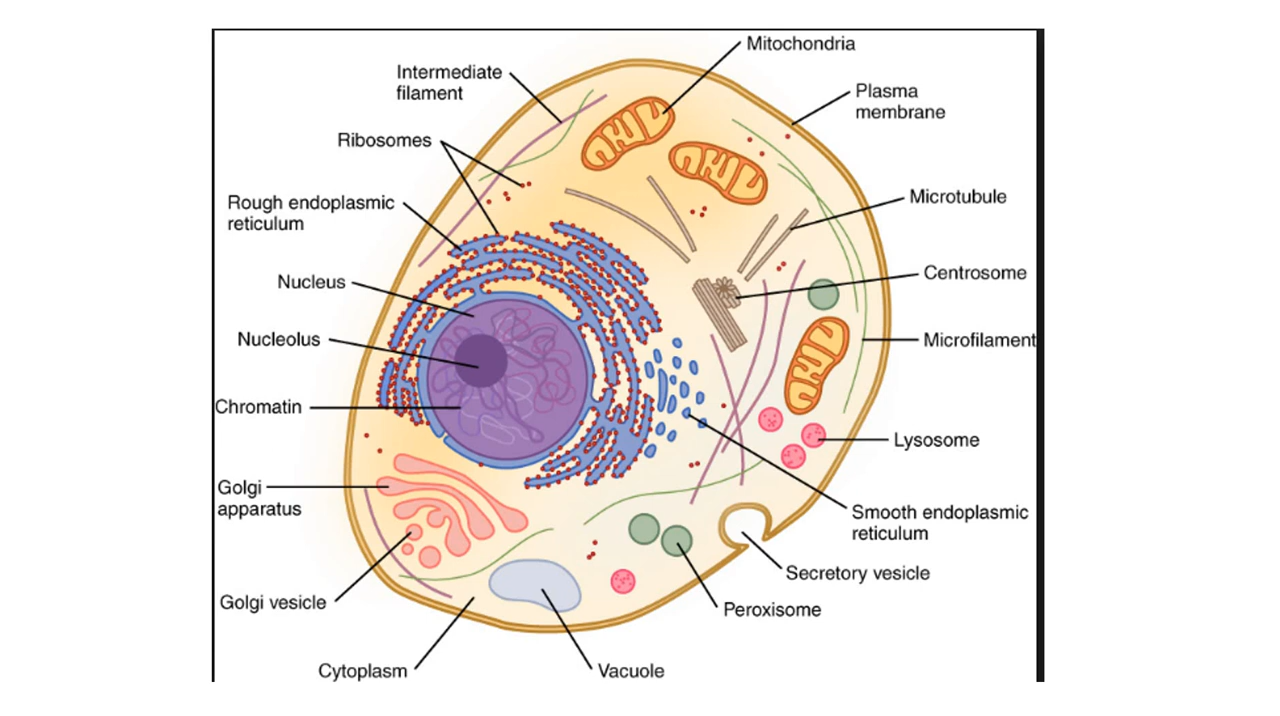 Mitochondria
Intermediate
filament
Plasma
membrane
Ribosomes
Rough endoplasmic
reticulum
Microtubule
Nucleus
Centrosome
Nucleolus
Microfilament
Chromatin
Lysosome
Golgi
apparatus
Smooth endoplasmic
reticulum
Secretory vesicle
Golgi vesicle
Peroxisome
Cytoplasm
Vacuole